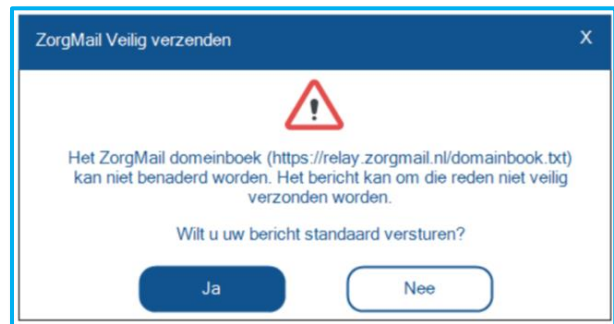 ZorgMail Veilig verzenden X
Het ZorgMail domeinboek (https://relay.zorgmail.nl/domainbook.txt)
kan niet benaderd worden. Het bericht kan om die reden niet veilig
verzonden worden.
Wilt u uw bericht standaard versturen?
Ja Nee